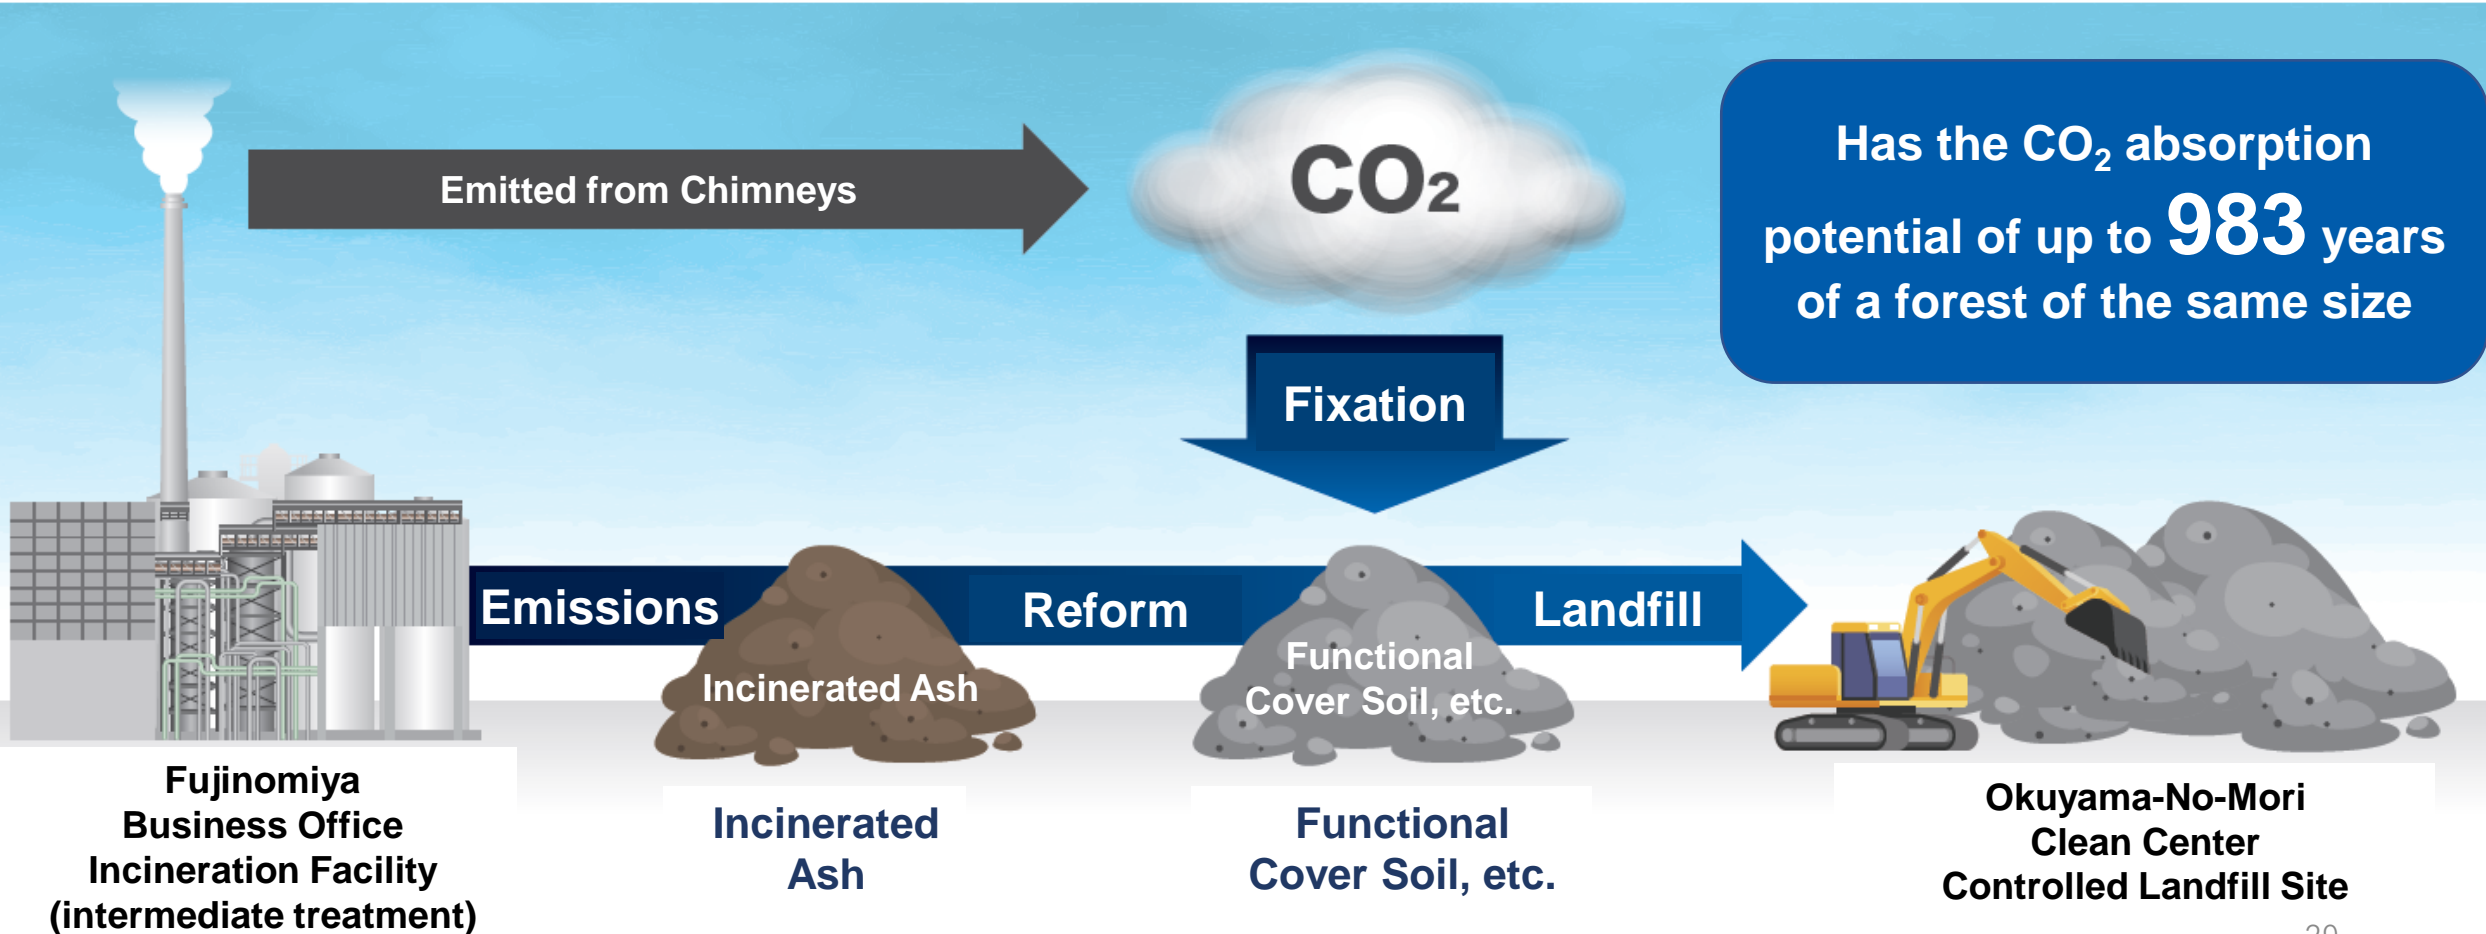 Emitted from Chimneys
CO₂
Has the CO₂ absorption
potential of up to 983 years
of a forest of the same size
Fixation
Emissions
Reform
Landfill
Incinerated Ash
Functional
Cover Soil, etc.
Fujinomiya
Business Office
Incineration Facility
(intermediate treatment)
Incinerated
Ash
Functional
Cover Soil, etc.
Okuyama-No-Mori
Clean Center
Controlled Landfill Site